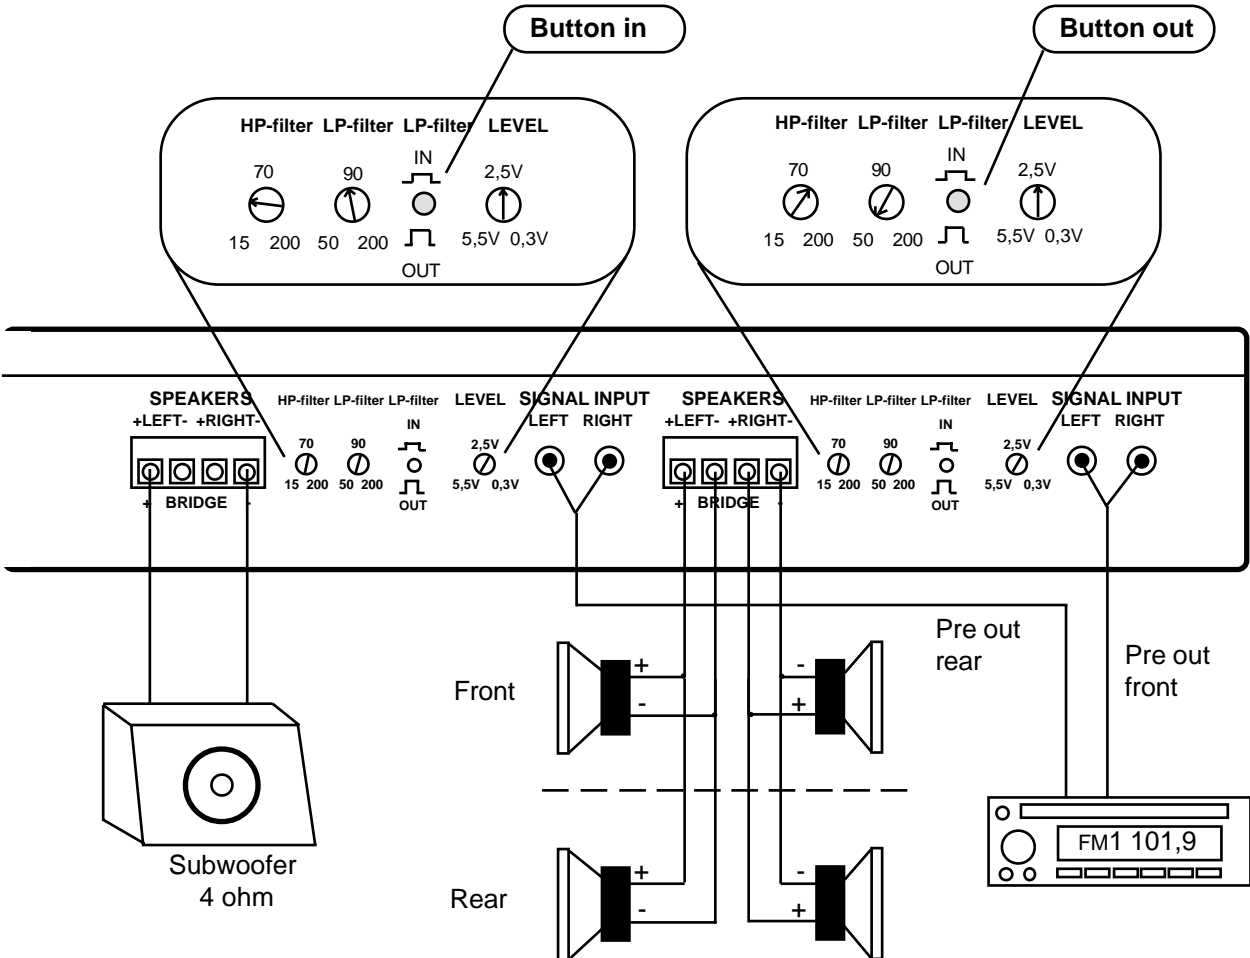 Button in
Button out
HP-filter LP-filter LP-filter LEVEL
IN
70 90 2,5V
15 200 50 200 5,5V 0,3V
OUT
HP-filter LP-filter LP-filter LEVEL
IN
70 90 2,5V
15 200 50 200 5,5V 0,3V
OUT
SPEAKERS HP-filter LP-filter LP-filter LEVEL SIGNAL INPUT
+LEFT- +RIGHT- IN LEFT RIGHT
70 90 2,5V
15 200 50 200 5,5V 0,3V
+ BRIDGE - OUT
SPEAKERS HP-filter LP-filter LP-filter LEVEL SIGNAL INPUT
+LEFT- +RIGHT- IN LEFT RIGHT
70 90 2,5V
15 200 50 200 5,5V 0,3V
+ BRIDGE - OUT
Pre out
rear
Pre out
front
Front
+ -
- +
FM1 101,9
Subwoofer
4 ohm
Rear
+ -
- +